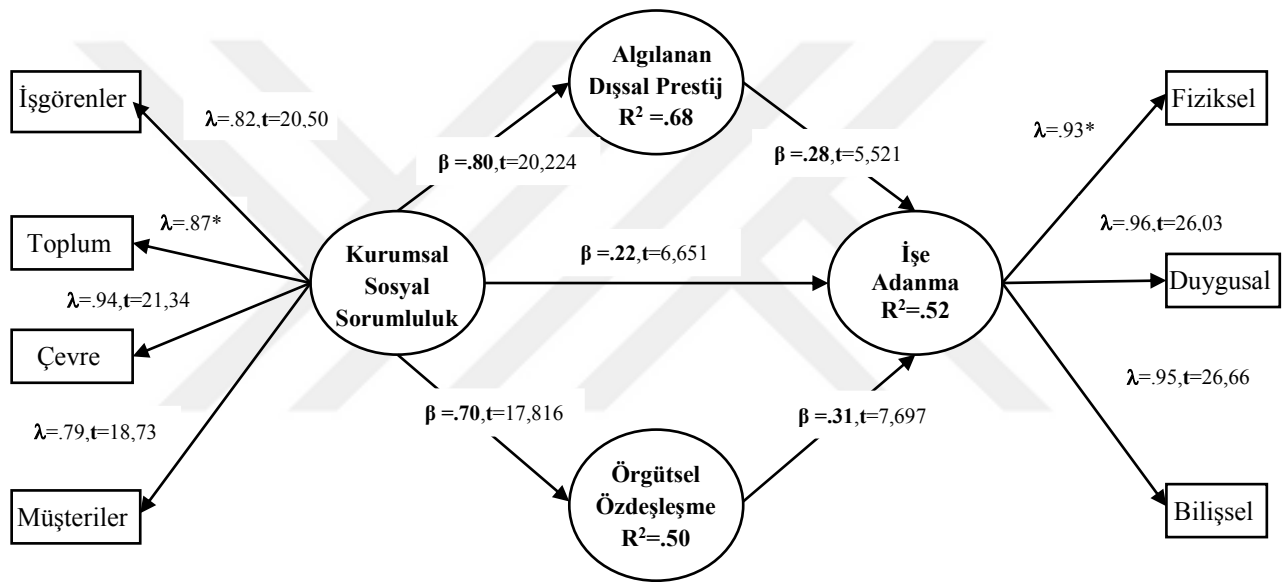 İşgörenler
Toplum
Çevre
Müşteriler
λ=.82,t=20,50
λ=.87*
λ=.94,t=21,34
λ=.79,t=18,73
Kurumsal
Sosyal
Sorumluluk
β =.80,t=20,224
β =.22,t=6,651
β =.70,t=17,816
Algılanan
Dışsal Prestij
R² =.68
Örgütsel
Özdeşleşme
R²=.50
β =.28,t=5,521
β =.31,t=7,697
İşe
Adanma
R²=.52
λ=.93*
λ=.96,t=26,03
λ=.95,t=26,66
Fiziksel
Duygusal
Bilişsel